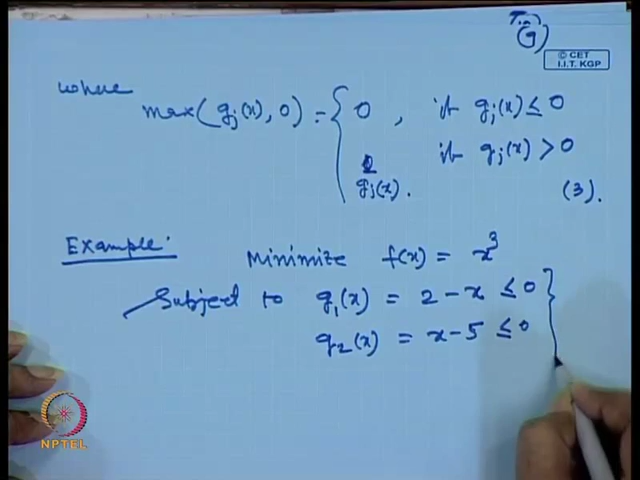 © CET
I.I.T. KGP
where
max(gj(x), 0) = { 0 , if gj(x) ≤ 0
gj²(x). if gj(x) > 0
(3).
Example: Minimize f(x) = x³
Subject to g₁(x) = 2 - x ≤ 0
g₂(x) = x - 5 ≤ 0
NPTEL